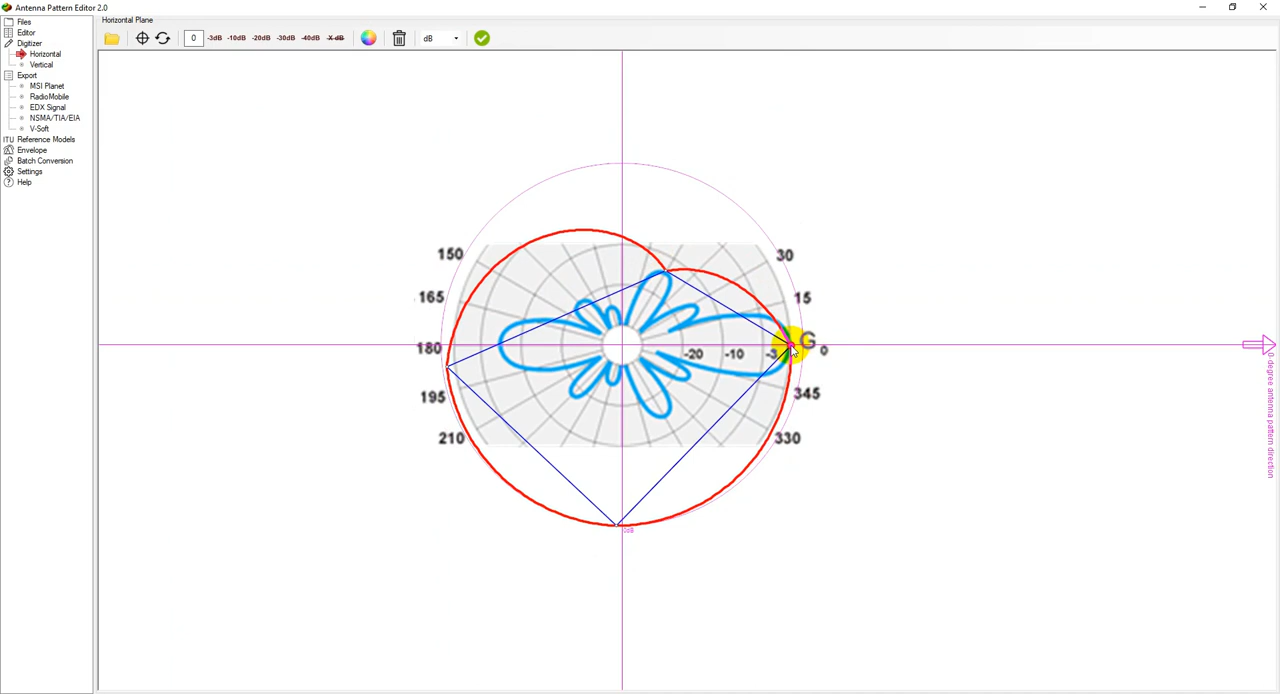 Antenna Pattern Editor 2.0
Files
Editor
Digitizer
Horizontal
Vertical
Export
MSI Planet
RadioMobile
EDX Signal
NSMA/TIA/EIA
V-Soft
ITU Reference Models
Envelope
Batch Conversion
Settings
Help
Horizontal Plane
0 -3dB -10dB -20dB -30dB -40dB X-dB dB
150 30
165 15
180 -20 -10 -3 G 0
195 345
210 330
0 degree antenna pattern direction